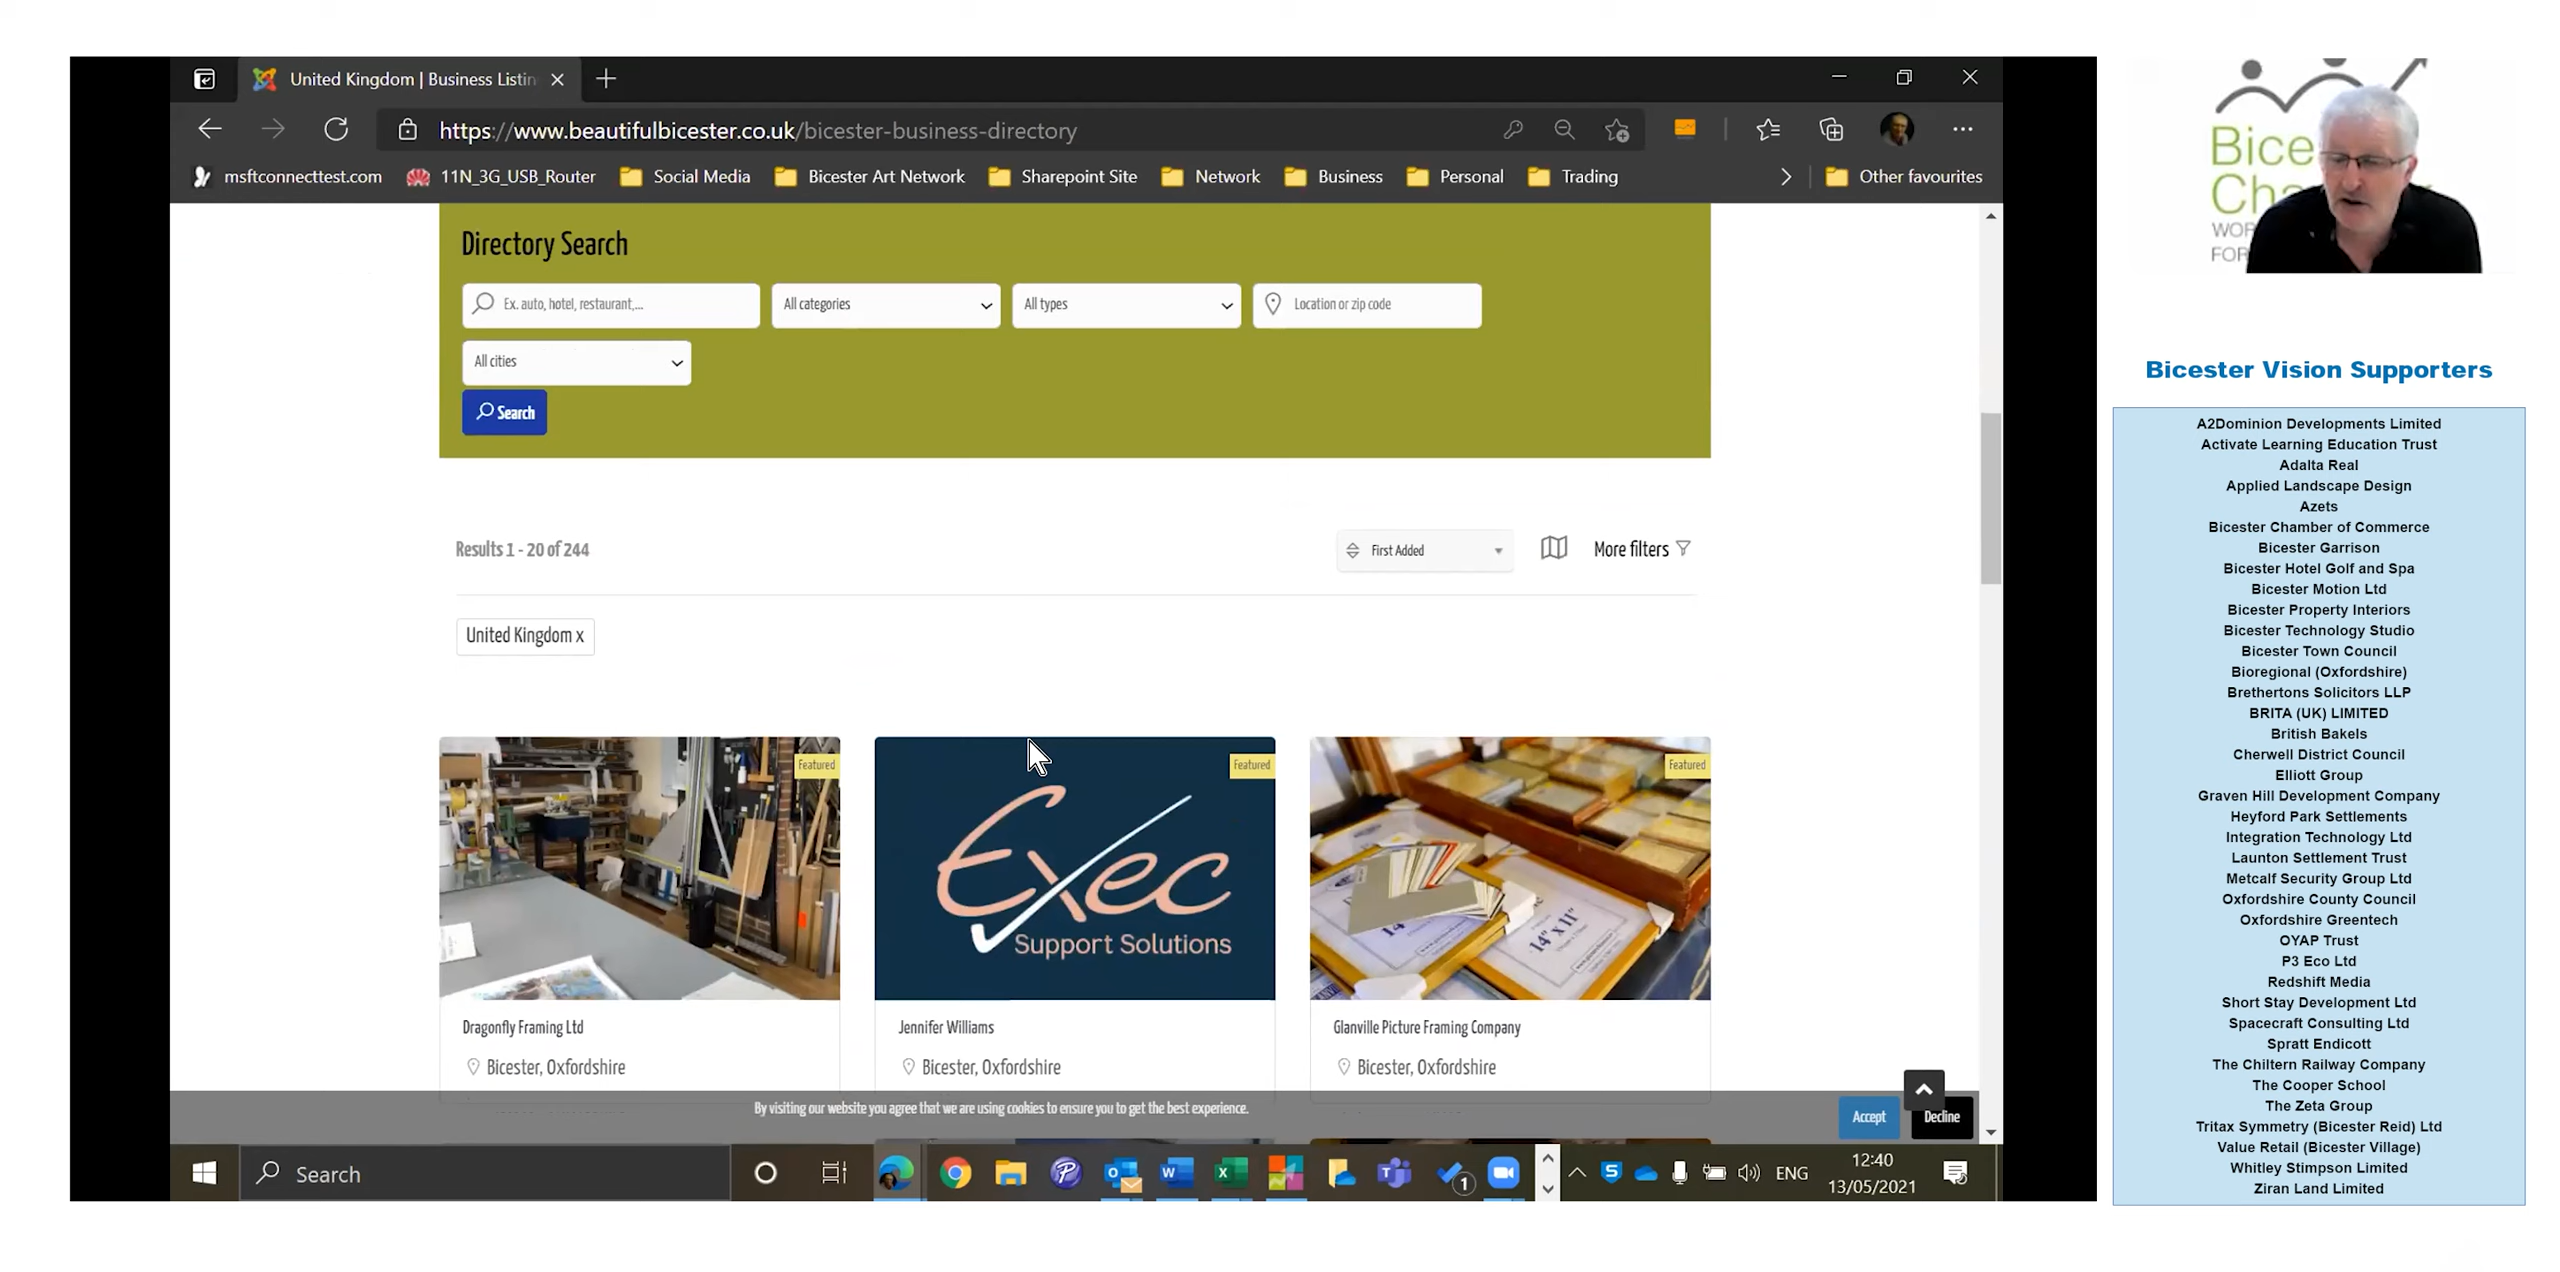 United Kingdom | Business Listin
https://www.beautifulbicester.co.uk/bicester-business-directory
msftconnecttest.com 11N_3G_USB_Router Social Media Bicester Art Network Sharepoint Site Network Business Personal Trading Other favourites
Directory Search
Ex. auto, hotel, restaurant,... All categories All types Location or zip code
All cities
Search
Results 1 - 20 of 244 First Added More filters
United Kingdom x
Featured Featured Featured
Exec
Support Solutions
14" x 11"
Dragonfly Framing Ltd Jennifer Williams Glanville Picture Framing Company
Bicester, Oxfordshire Bicester, Oxfordshire Bicester, Oxfordshire
By visiting our website you agree that we are using cookies to ensure you to get the best experience. Accept Decline
Search 1 ENG 12:40
13/05/2021
Bice
Cha
WOR
FOR
Bicester Vision Supporters
A2Dominion Developments Limited
Activate Learning Education Trust
Adalta Real
Applied Landscape Design
Azets
Bicester Chamber of Commerce
Bicester Garrison
Bicester Hotel Golf and Spa
Bicester Motion Ltd
Bicester Property Interiors
Bicester Technology Studio
Bicester Town Council
Bioregional (Oxfordshire)
Brethertons Solicitors LLP
BRITA (UK) LIMITED
British Bakels
Cherwell District Council
Elliott Group
Graven Hill Development Company
Heyford Park Settlements
Integration Technology Ltd
Launton Settlement Trust
Metcalf Security Group Ltd
Oxfordshire County Council
Oxfordshire Greentech
OYAP Trust
P3 Eco Ltd
Redshift Media
Short Stay Development Ltd
Spacecraft Consulting Ltd
Spratt Endicott
The Chiltern Railway Company
The Cooper School
The Zeta Group
Tritax Symmetry (Bicester Reid) Ltd
Value Retail (Bicester Village)
Whitley Stimpson Limited
Ziran Land Limited